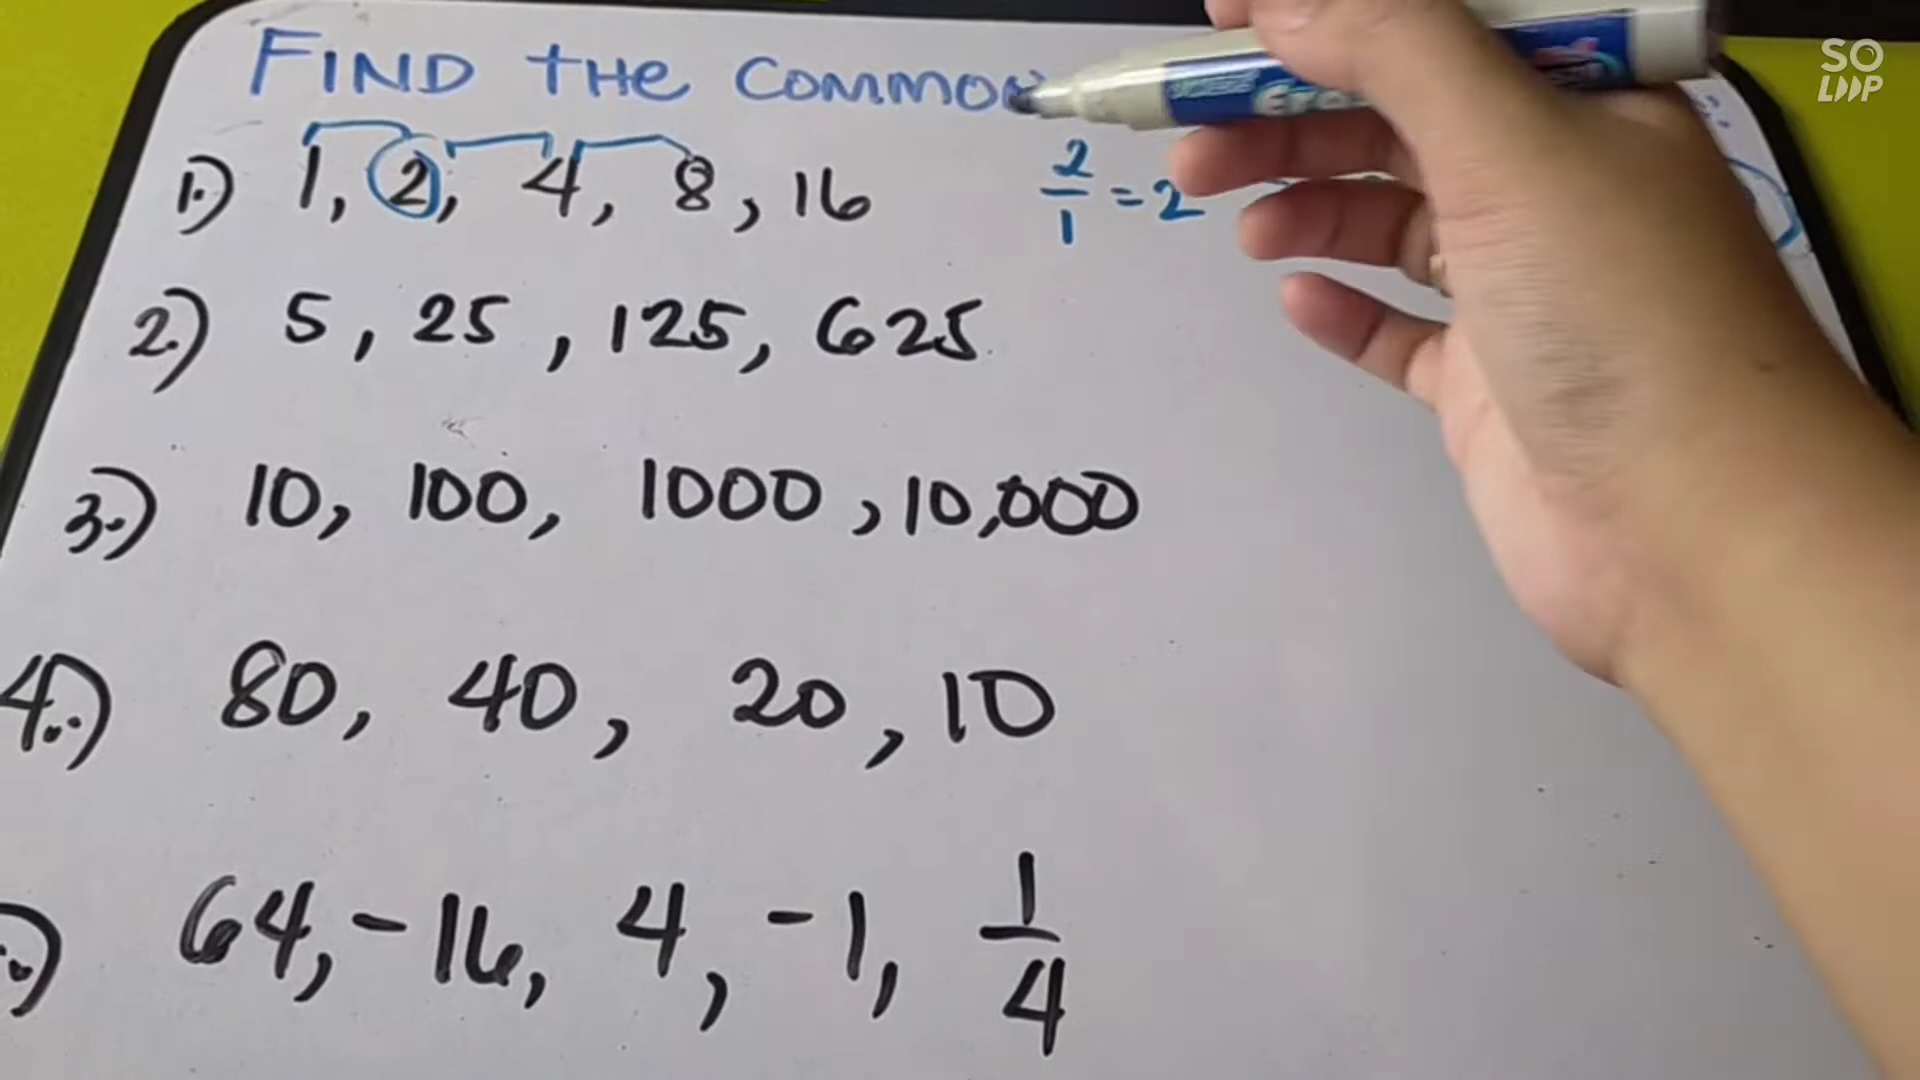 FIND THE COMMON
1.) 1, 2, 4, 8, 16
2/1 = 2
2.) 5, 25, 125, 625
3.) 10, 100, 1000, 10,000
4.) 80, 40, 20, 10
64, -16, 4, -1, 1/4
SO
LOOP